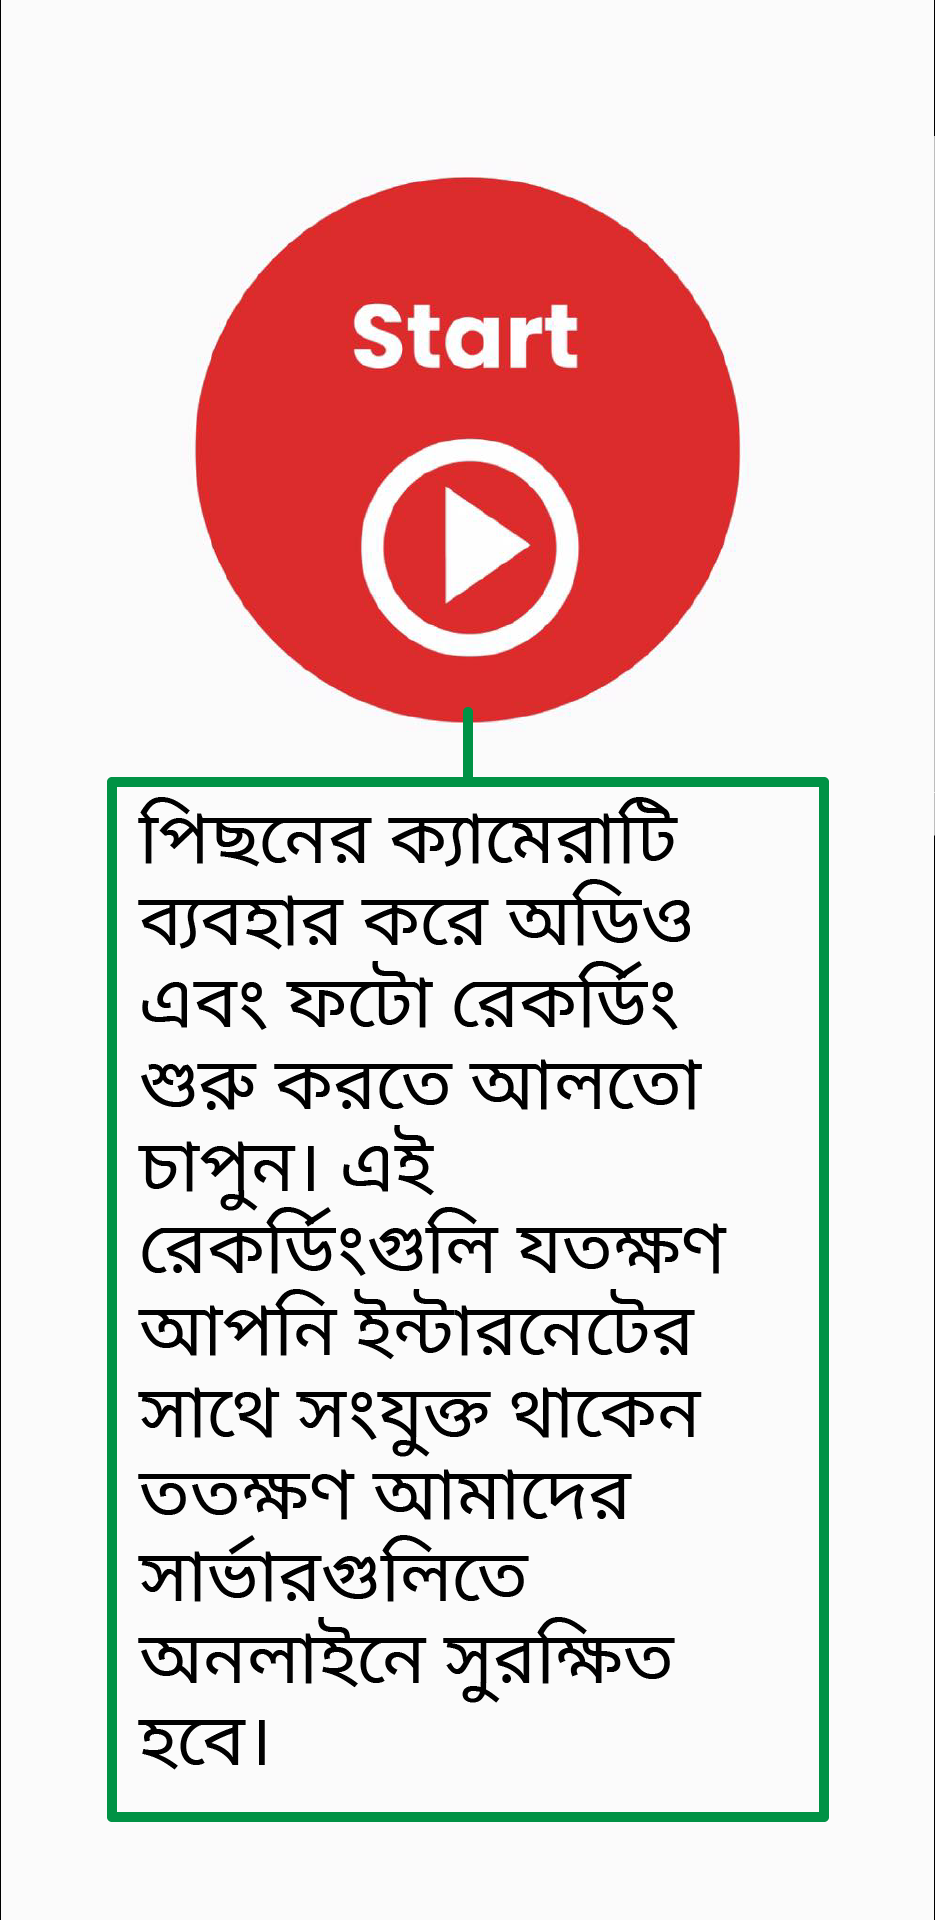 Start
পিছনের ক্যামেরাটি
ব্যবহার করে অডিও
এবং ফটো রেকর্ডিং
শুরু করতে আলতো
চাপুন। এই
রেকর্ডিংগুলি যতক্ষণ
আপনি ইন্টারনেটের
সাথে সংযুক্ত থাকেন
ততক্ষণ আমাদের
সার্ভারগুলিতে
অনলাইনে সুরক্ষিত
হবে।